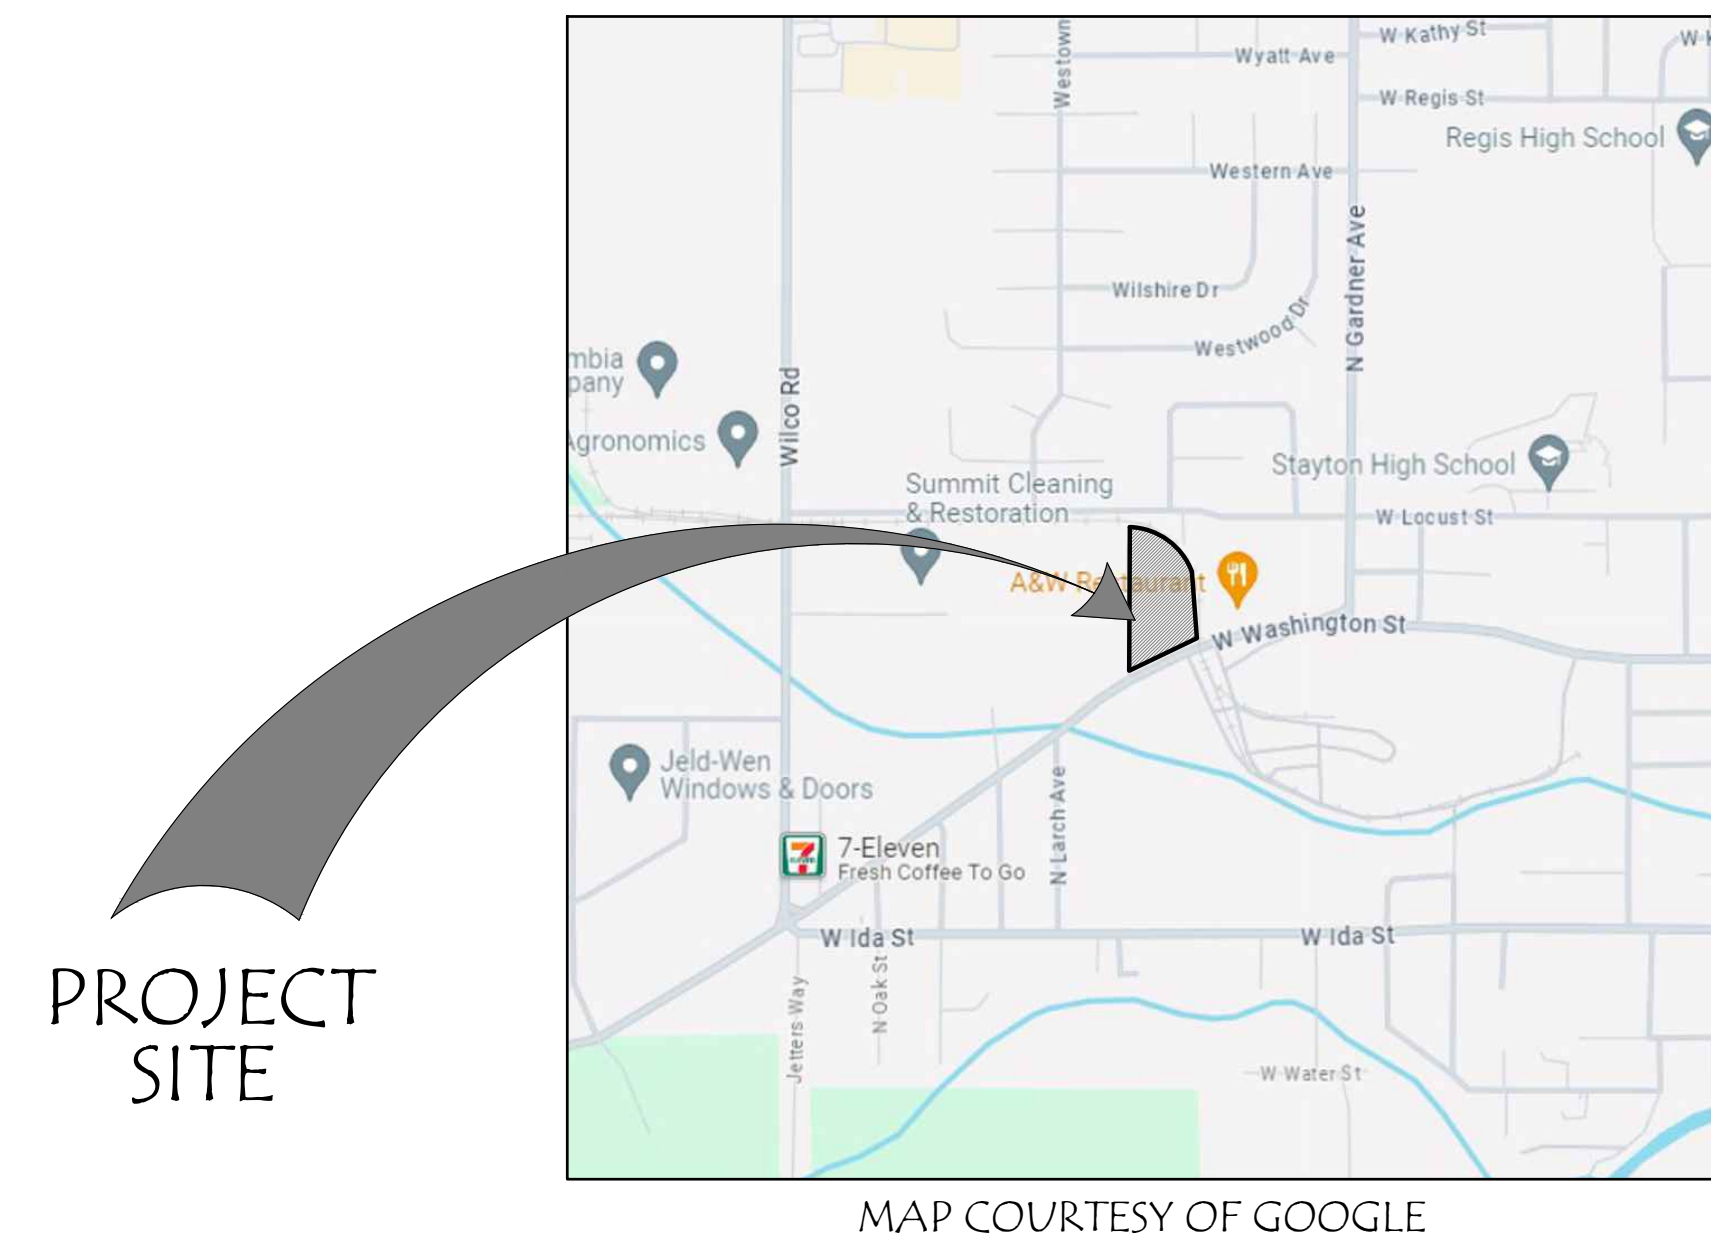 Westown
W Kathy St
W K
Wyatt Ave
W Regis St
Regis High School
Western Ave
N Gardner Ave
Wilshire Dr
Westwood Dr
mbia
pany
Wilco Rd
Agronomics
Summit Cleaning
& Restoration
Stayton High School
W Locust St
A&W Restaurant
W Washington St
Jeld-Wen
Windows & Doors
N Larch Ave
7-Eleven
Fresh Coffee To Go
W Ida St
W Ida St
N Oak St
Jetters Way
W Water St
PROJECT
SITE
MAP COURTESY OF GOOGLE